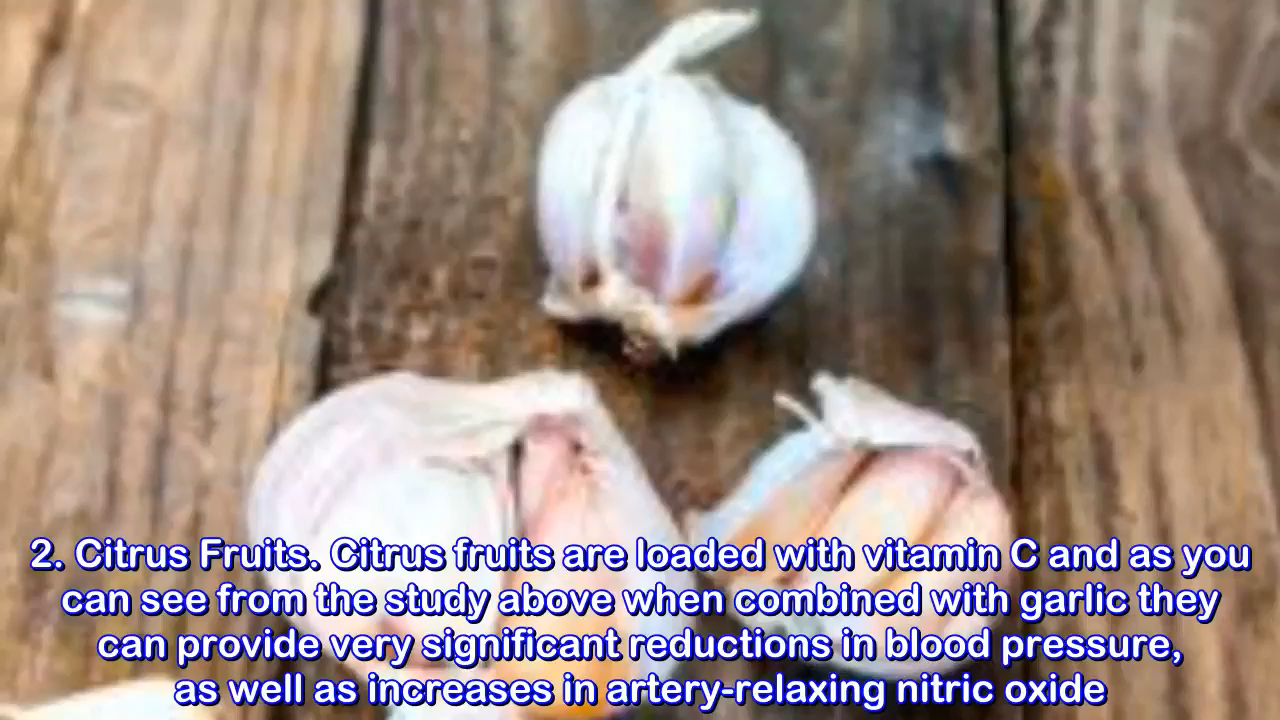 2. Citrus Fruits. Citrus fruits are loaded with vitamin C and as you
can see from the study above when combined with garlic they
can provide very significant reductions in blood pressure,
as well as increases in artery-relaxing nitric oxide